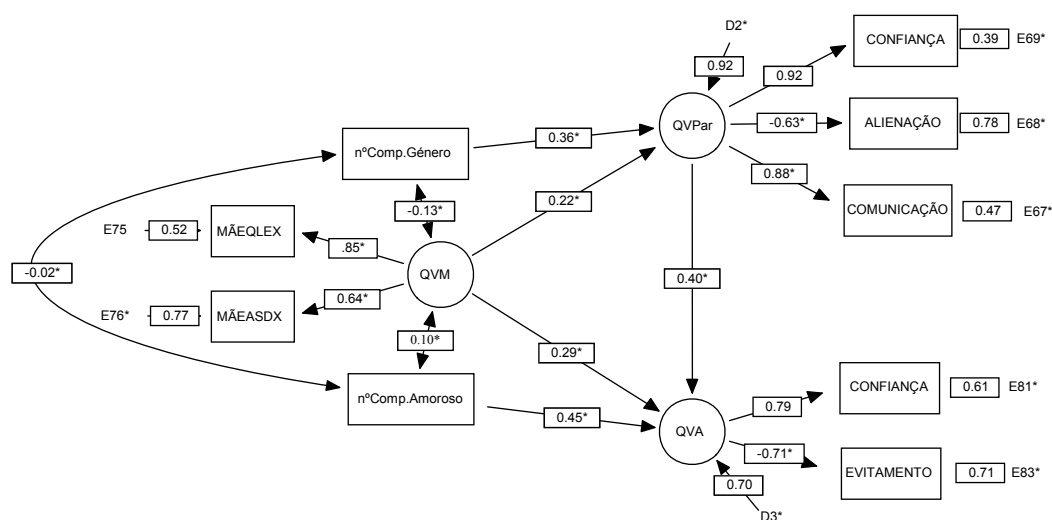 D2*
CONFIANÇA
0.39
E69*
0.92
0.92
QVPar
-0.63*
ALIENAÇÃO
0.78
E68*
nºComp.Género
0.36*
0.88*
COMUNICAÇÃO
0.47
E67*
-0.13*
0.22*
E75
0.52
MÃEQLEX
.85*
-0.02*
QVM
0.40*
E76*
0.77
MÃEASDX
0.64*
0.10*
0.29*
nºComp.Amoroso
0.45*
QVA
0.79
CONFIANÇA
0.61
E81*
-0.71*
EVITAMENTO
0.71
E83*
0.70
D3*